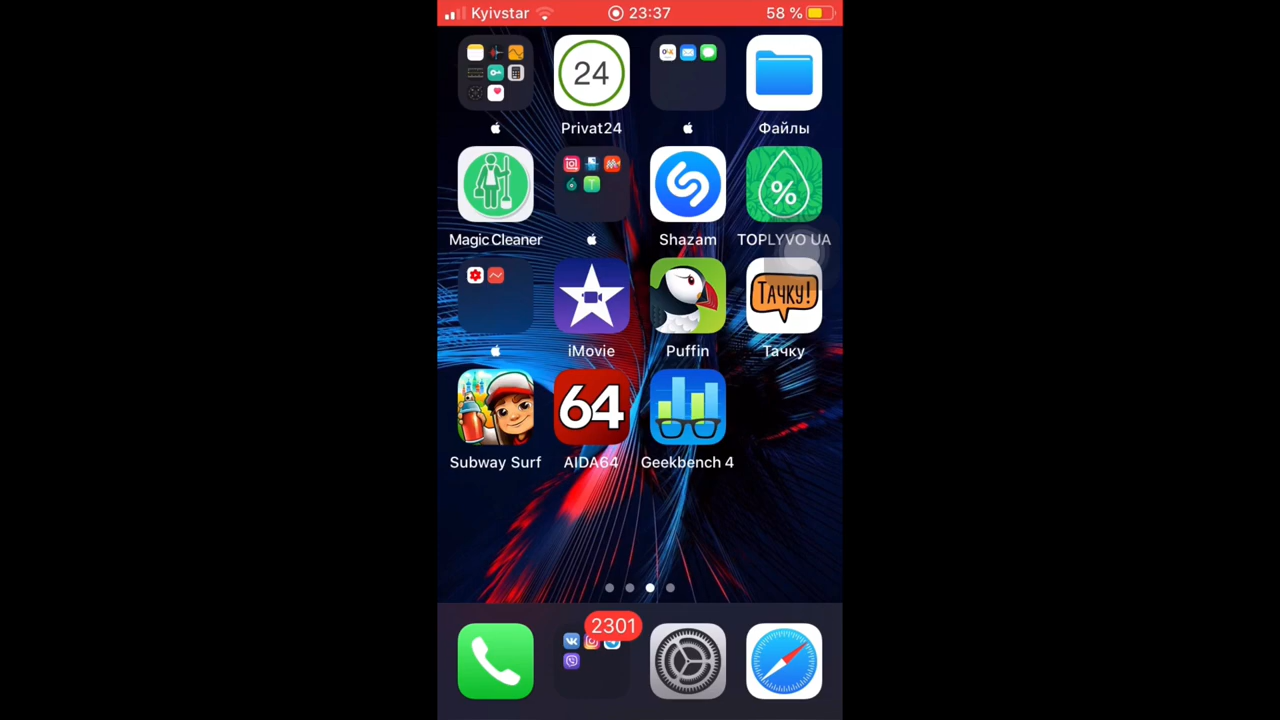 Kyivstar 23:37 58 %
24
Privat24 Файлы
%
Magic Cleaner Shazam TOPLYVO UA
ТАЧКУ!
iMovie Puffin Тачку
64
Subway Surf AIDA64 Geekbench 4
2301